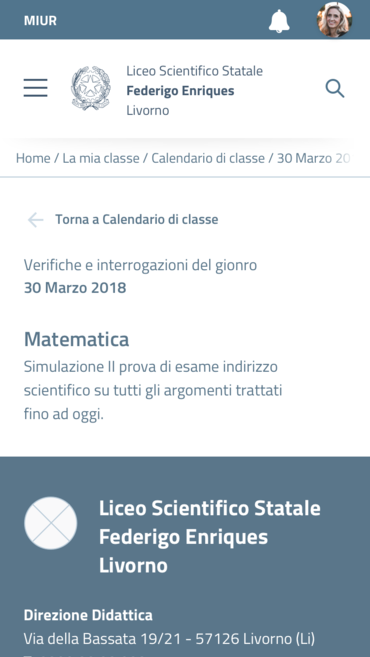 MIUR
Liceo Scientifico Statale
Federigo Enriques
Livorno
Home / La mia classe / Calendario di classe / 30 Marzo 20
Torna a Calendario di classe
Verifiche e interrogazioni del gionro
30 Marzo 2018
Matematica
Simulazione II prova di esame indirizzo
scientifico su tutti gli argomenti trattati
fino ad oggi.
Liceo Scientifico Statale
Federigo Enriques
Livorno
Direzione Didattica
Via della Bassata 19/21 - 57126 Livorno (Li)